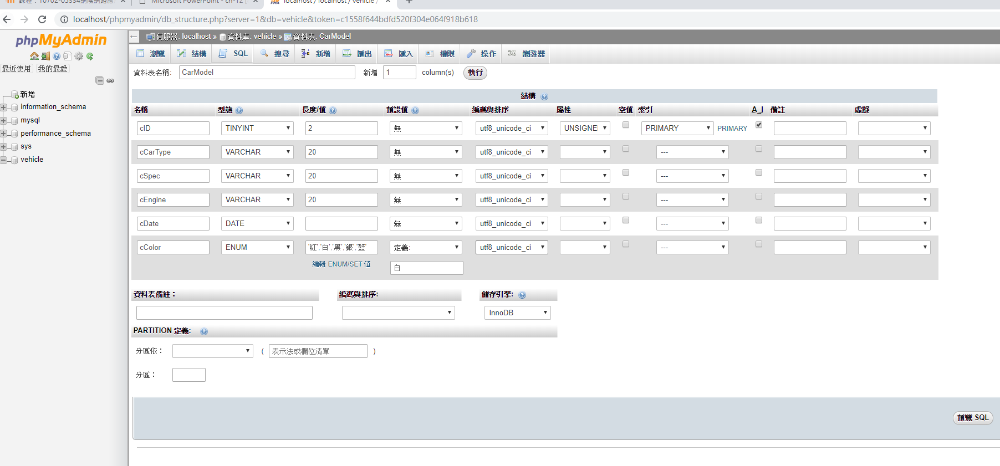 課程：10702-05334網際網路應
Microsoft PowerPoint - ch-12 [
localhost / localhost / vehicle /
localhost/phpmyadmin/db_structure.php?server=1&db=vehicle&token=c1558f644bdfd520f304e064f918b618
phpMyAdmin
最近使用 我的最愛
新增
information_schema
mysql
performance_schema
sys
vehicle
伺服器: localhost » 資料庫: vehicle » 資料表: CarModel
瀏覽 結構 SQL 搜尋 新增 匯出 匯入 權限 操作 觸發器
資料表名稱: CarModel 新增 1 column(s) 執行
結構
名稱 型態 長度/值 預設值 編碼與排序 屬性 空值 索引 A_I 備註 虛擬
cID TINYINT 2 無 utf8_unicode_ci UNSIGNE PRIMARY PRIMARY
cCarType VARCHAR 20 無 utf8_unicode_ci ---
cSpec VARCHAR 20 無 utf8_unicode_ci ---
cEngine VARCHAR 20 無 utf8_unicode_ci ---
cDate DATE 無 utf8_unicode_ci ---
cColor ENUM '紅','白','黑','銀','藍' 定義: utf8_unicode_ci ---
編輯 ENUM/SET 值 白
資料表備註： 編碼與排序: 儲存引擎:
InnoDB
PARTITION 定義:
分區依： ( 表示法或欄位清單 )
分區：
預覽 SQL